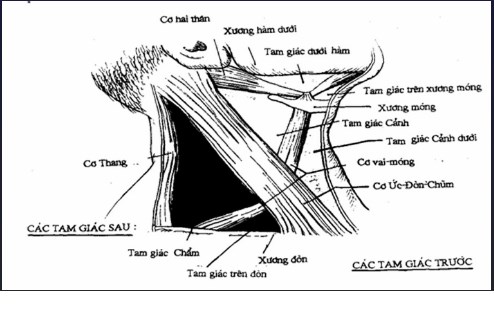 Cơ hai thân
Xương hàm dưới
Tam giác dưới hàm
Tam giác trên xương móng
Xương móng
Tam giác Cảnh
Tam giác Cảnh dưới
Cơ Thang
Cơ vai-móng
Cơ Ức-Đòn-Chũm
CÁC TAM GIÁC SAU :
Tam giác Chẩm
Xương đòn
Tam giác trên đòn
CÁC TAM GIÁC TRƯỚC